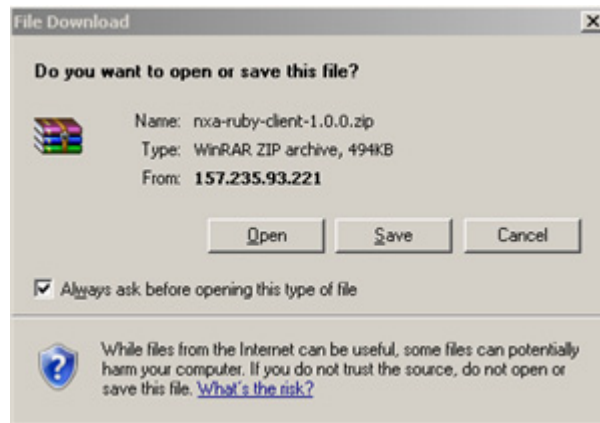 File Download
Do you want to open or save this file?
Name: nxa-ruby-client-1.0.0.zip
Type: WinRAR ZIP archive, 494KB
From: 157.235.93.221
Open Save Cancel
Always ask before opening this type of file
While files from the Internet can be useful, some files can potentially
harm your computer. If you do not trust the source, do not open or
save this file. What's the risk?